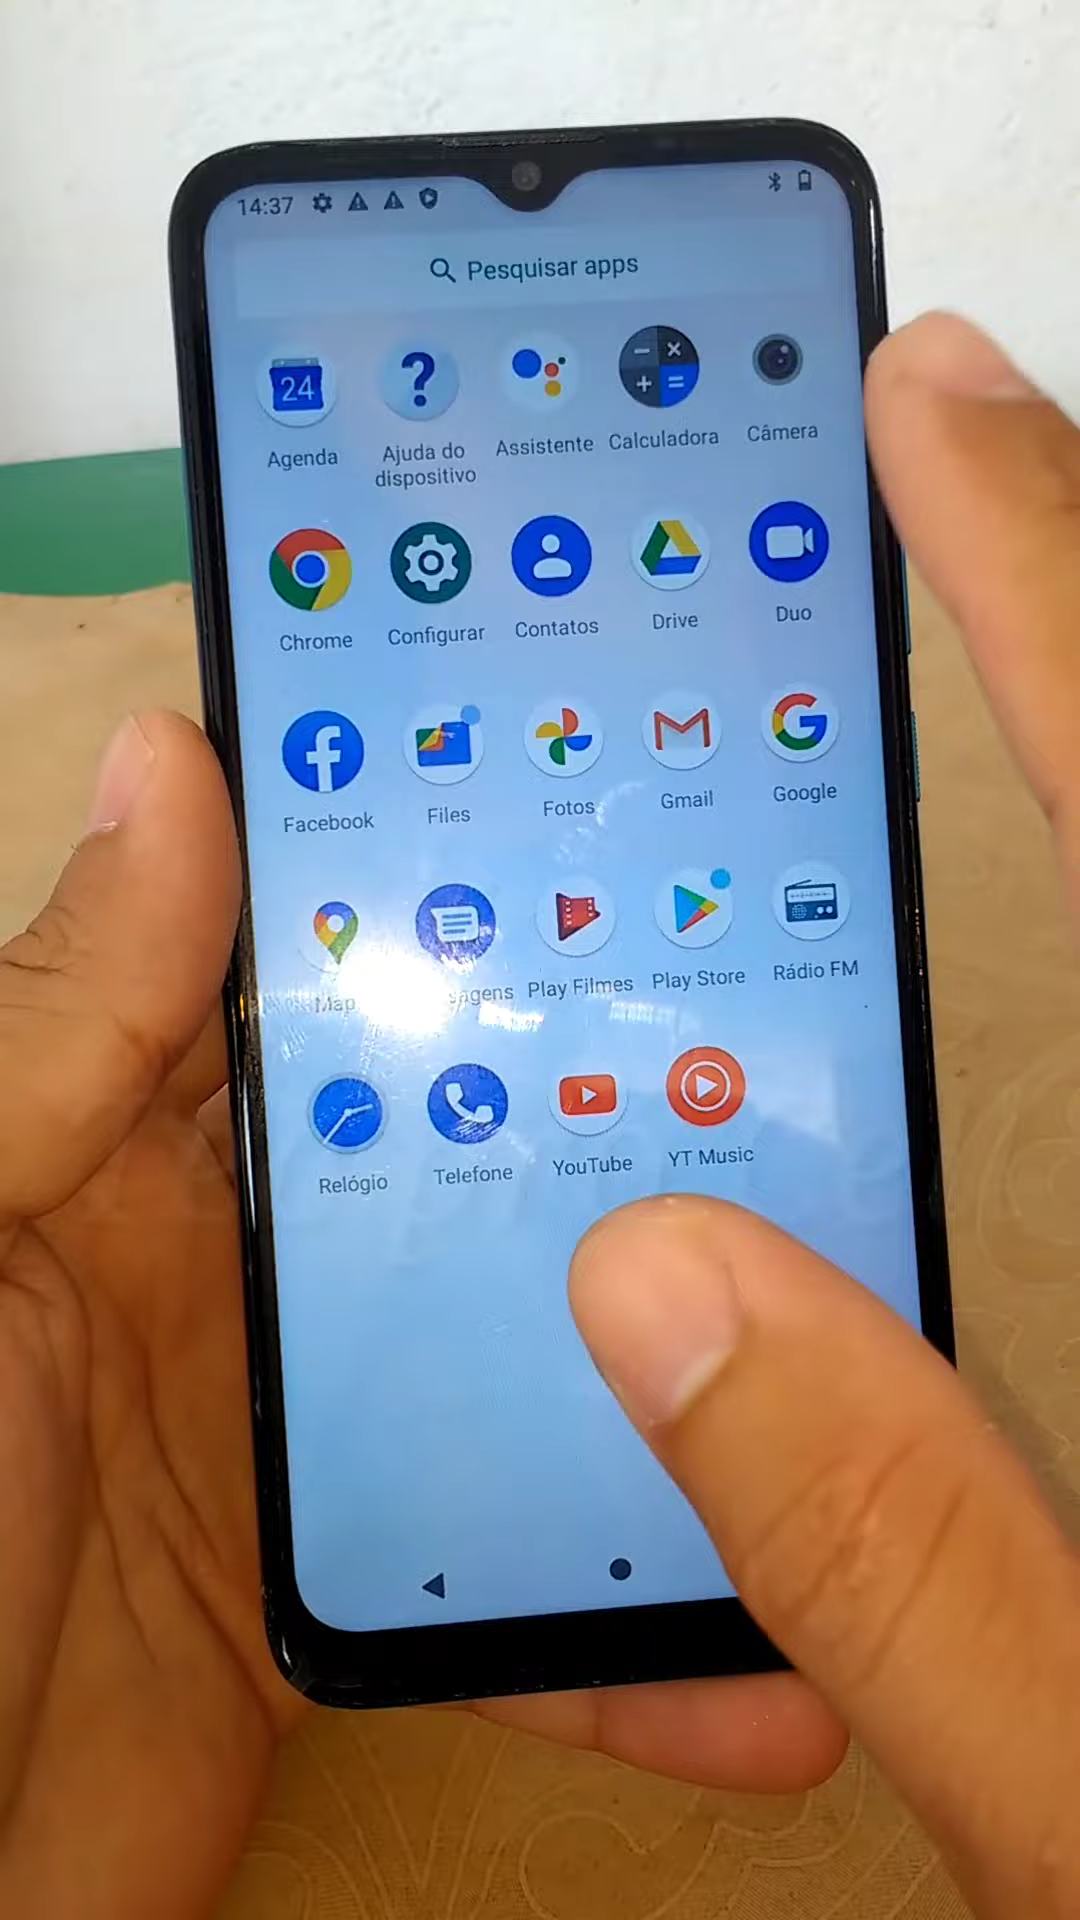 14:37
Pesquisar apps
24
Agenda
Ajuda do
dispositivo
Assistente
Calculadora
Câmera
Chrome
Configurar
Contatos
Drive
Duo
Facebook
Files
Fotos
Gmail
Google
Play Filmes
Play Store
Rádio FM
Relógio
Telefone
YouTube
YT Music